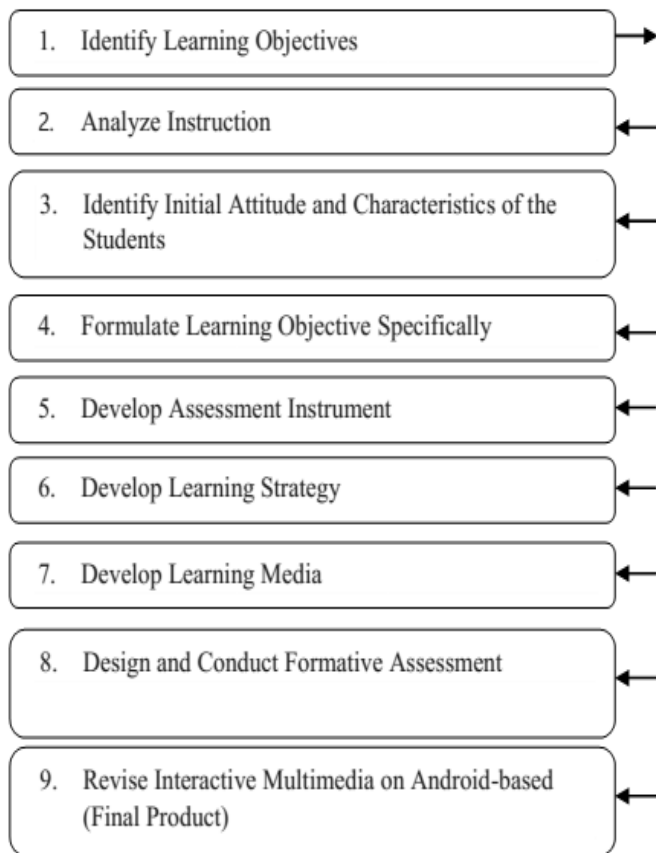 1. Identify Learning Objectives
2. Analyze Instruction
3. Identify Initial Attitude and Characteristics of the
Students
4. Formulate Learning Objective Specifically
5. Develop Assessment Instrument
6. Develop Learning Strategy
7. Develop Learning Media
8. Design and Conduct Formative Assessment
9. Revise Interactive Multimedia on Android-based
(Final Product)